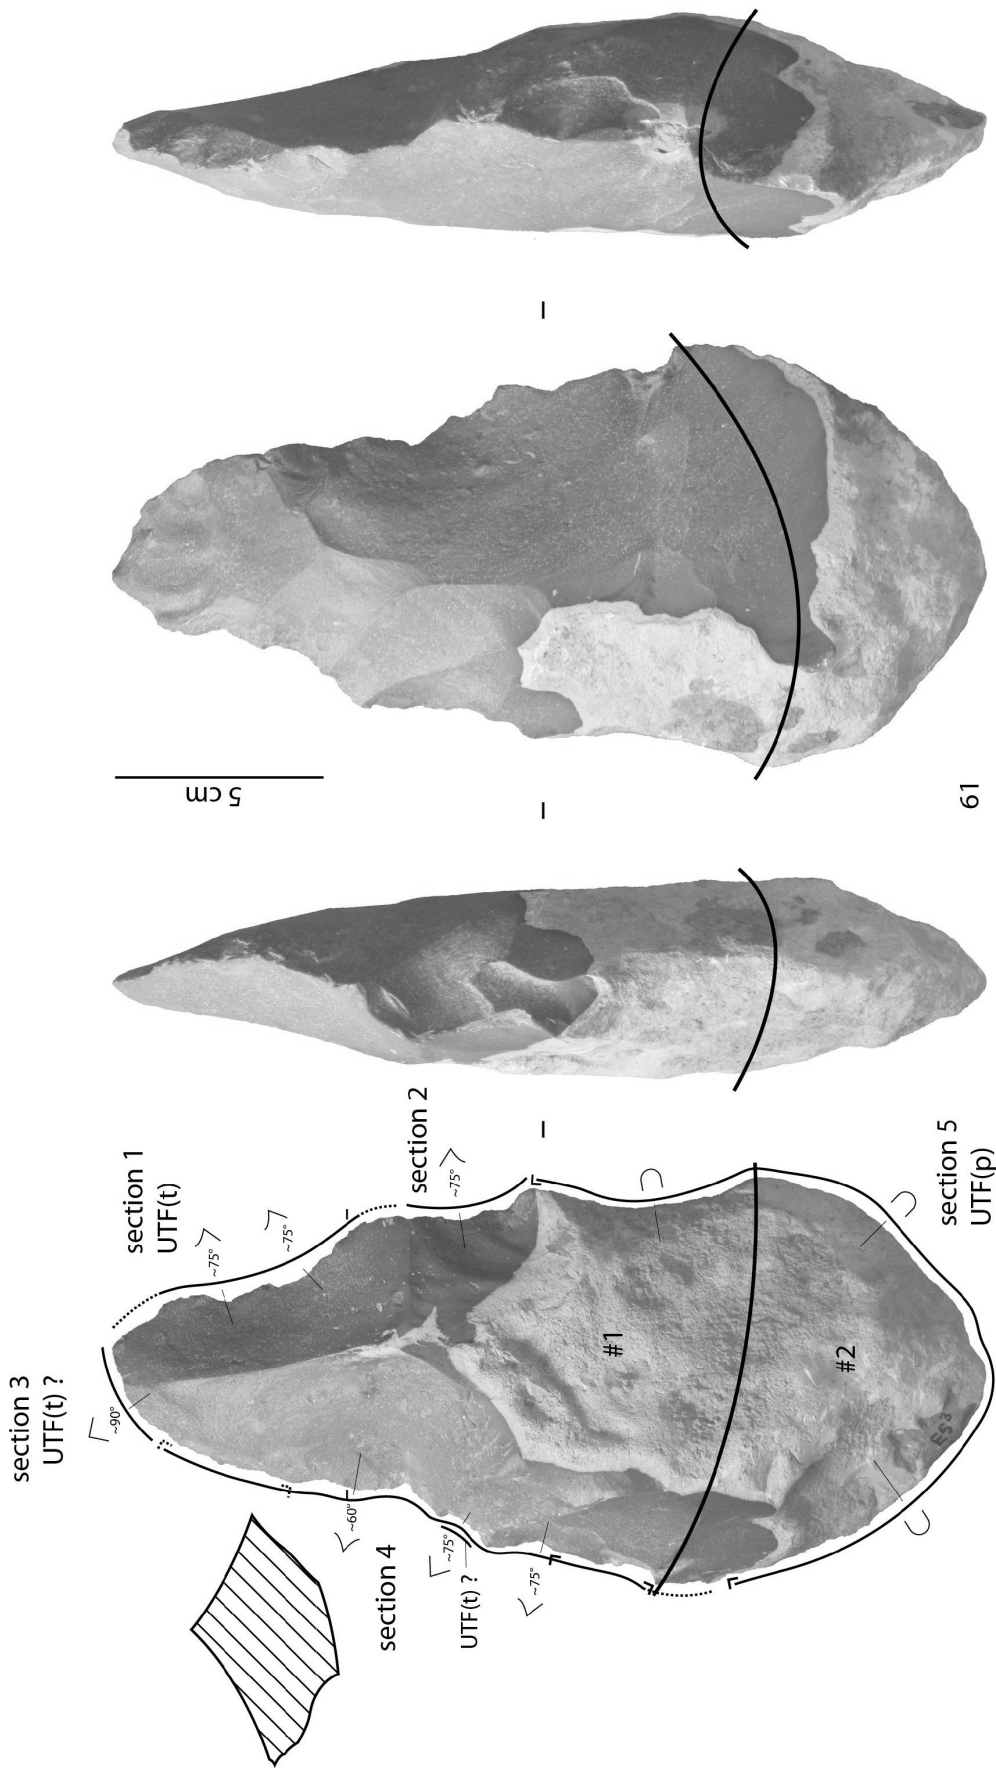 section 3
UTF(t) ?
section 1
UTF(t)
~90°
~75°
~75°
section 2
~75°
~60°
section 4
~75°
UTF(t) ?
~75°
#1
#2
E58
section 5
UTF(p)
5 cm
61